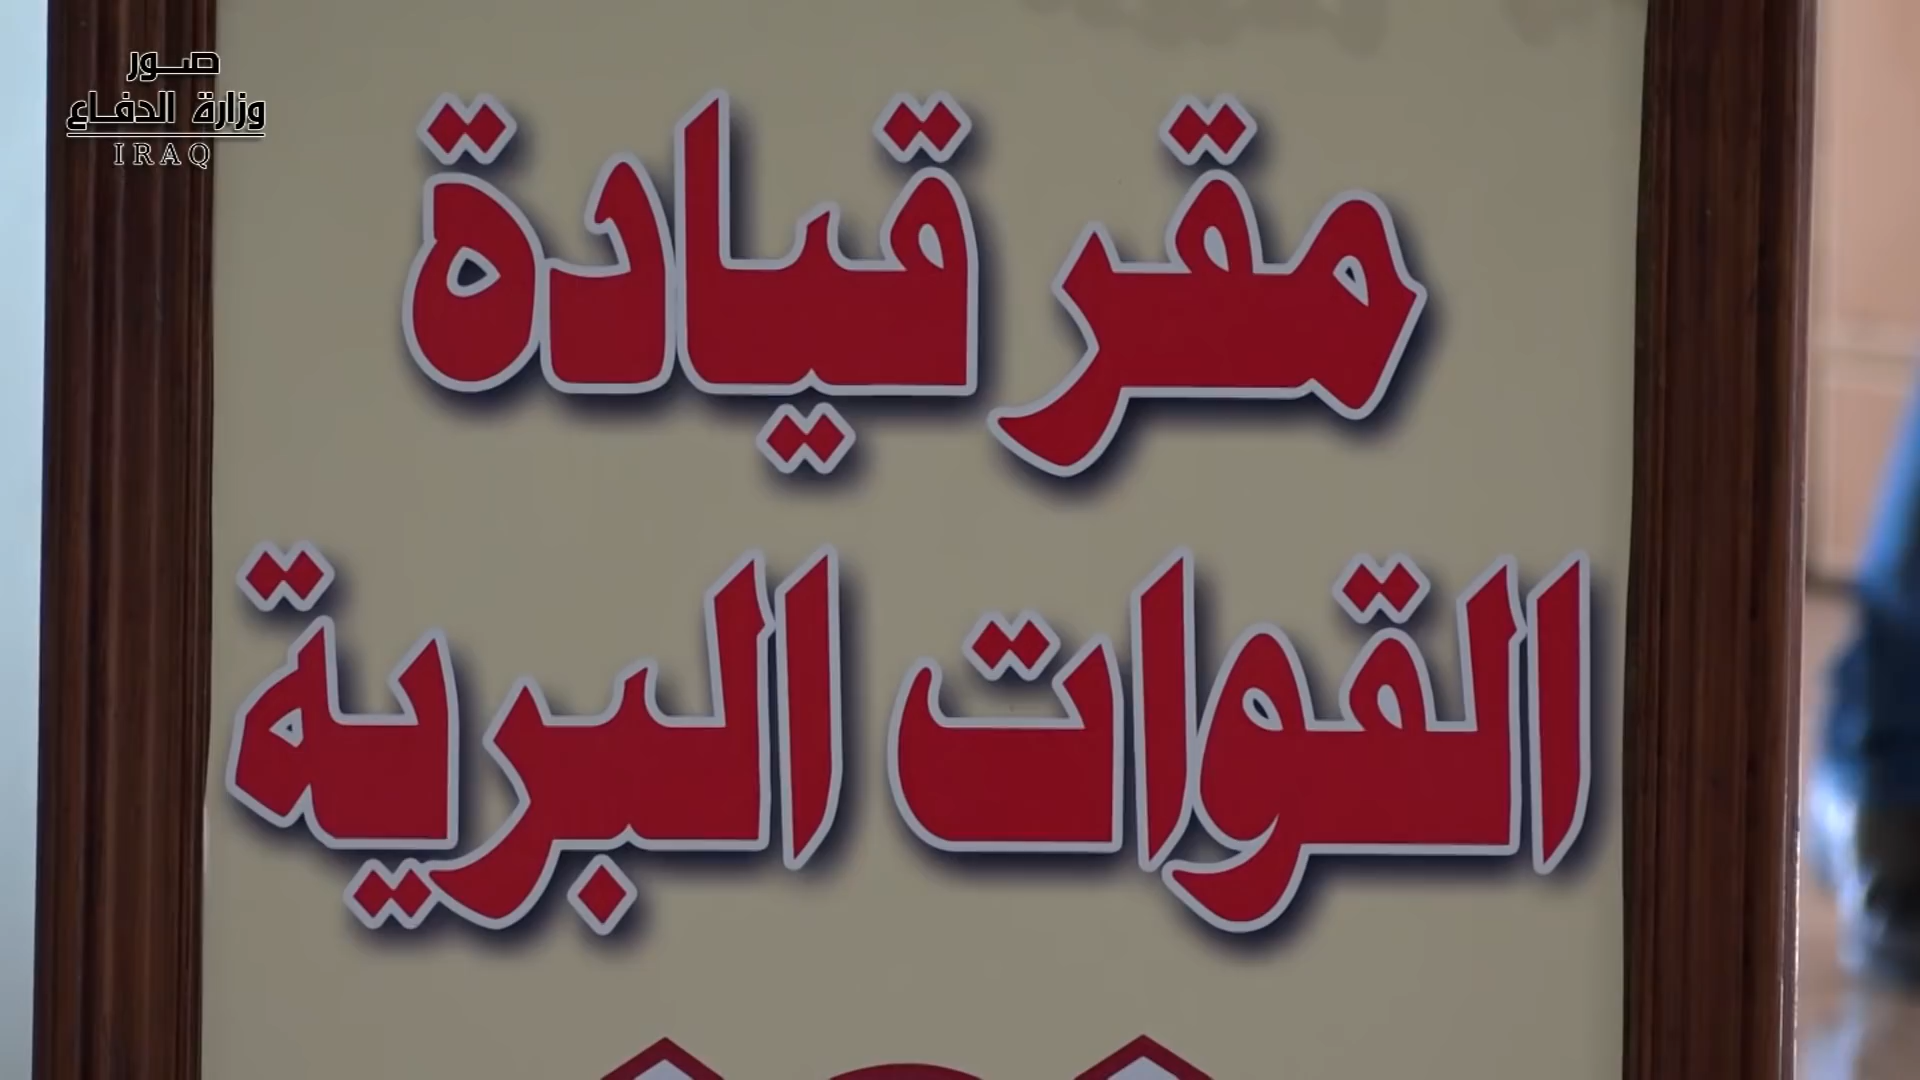 صور
وزارة الدفاع
IRAQ
مقر قيادة
القوات البرية